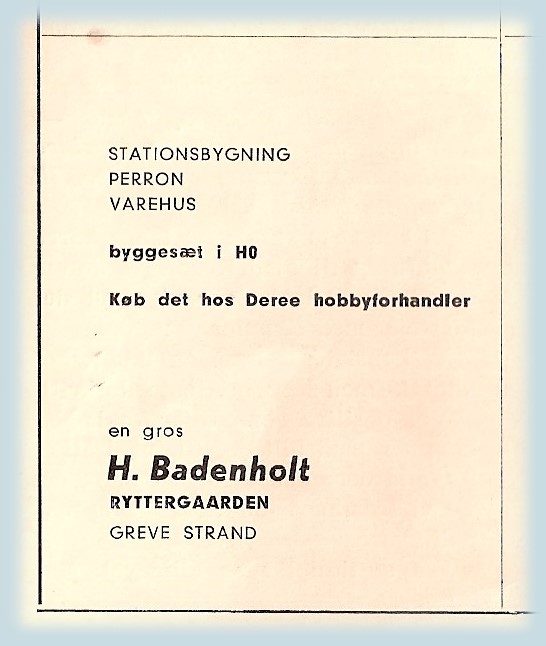 STATIONSBYGNING
PERRON
VAREHUS
byggesæt i H0
Køb det hos Deree hobbyforhandler
en gros
H. Badenholt
RYTTERGAARDEN
GREVE STRAND